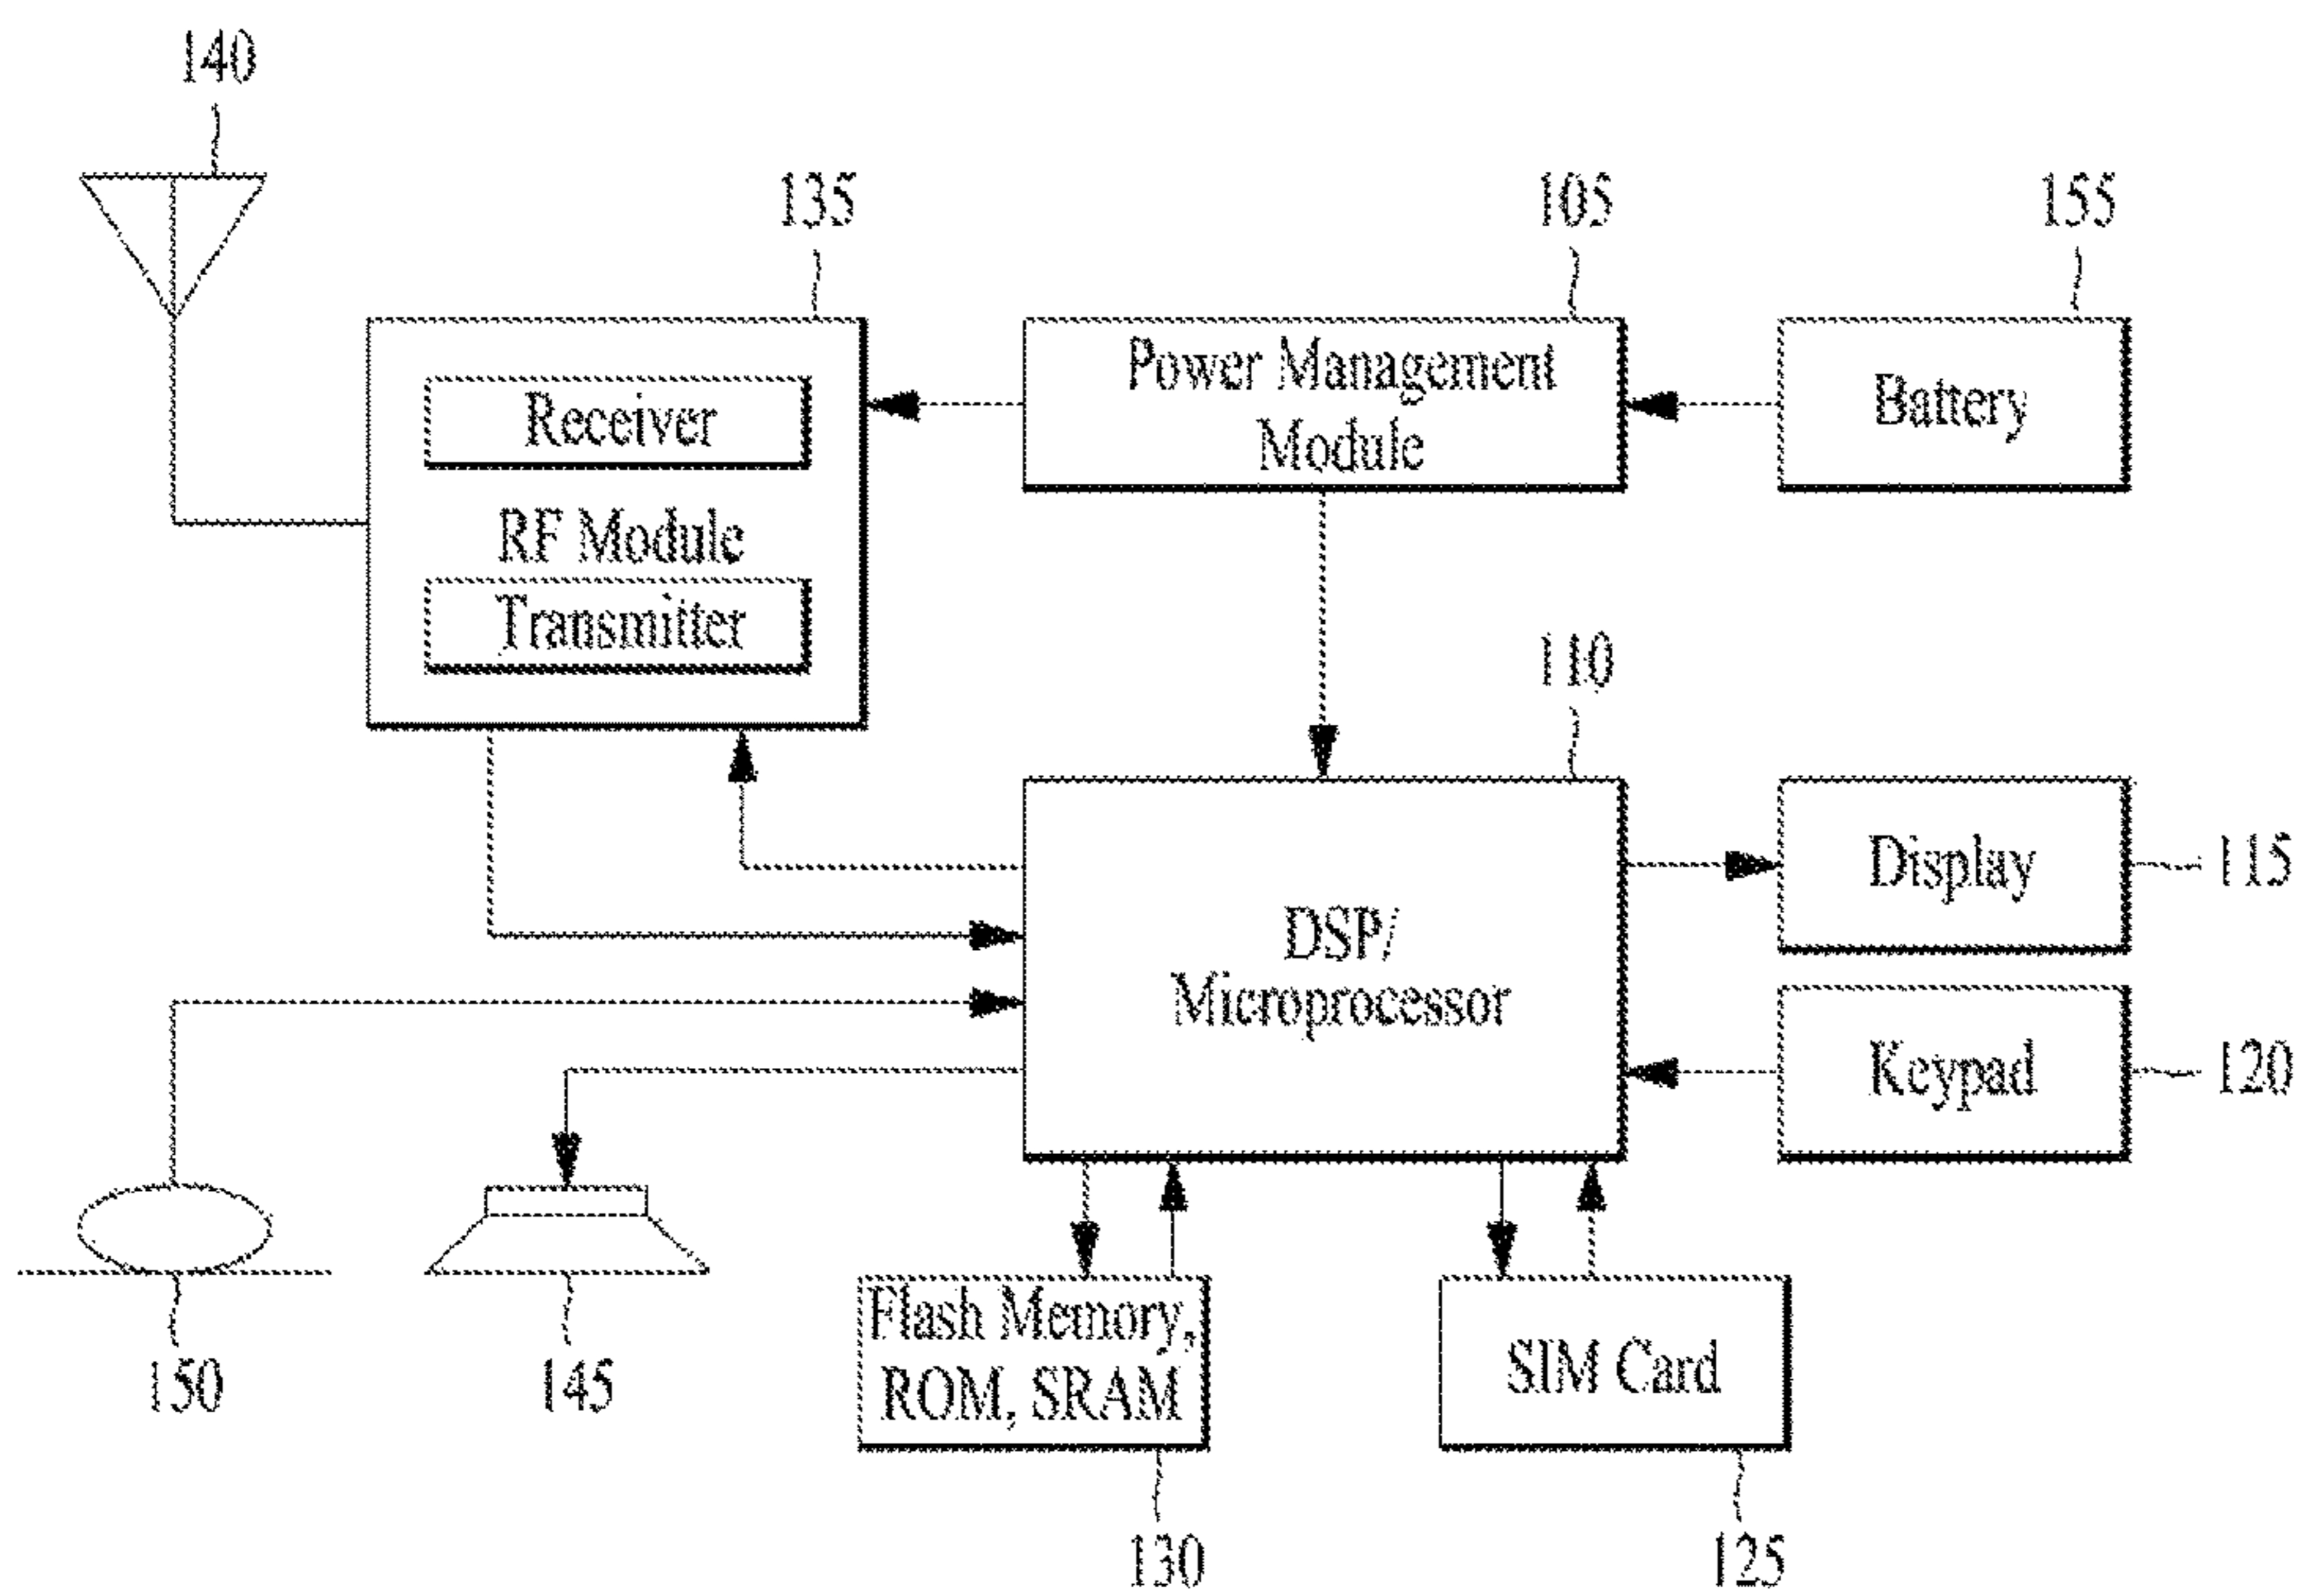 140
135
105
155
Receiver
RF Module
Transmitter
Power Management
Module
Battery
110
DSP/
Microprocessor
Display
115
Keypad
120
150
145
Flash Memory,
ROM, SRAM
SIM Card
130
125